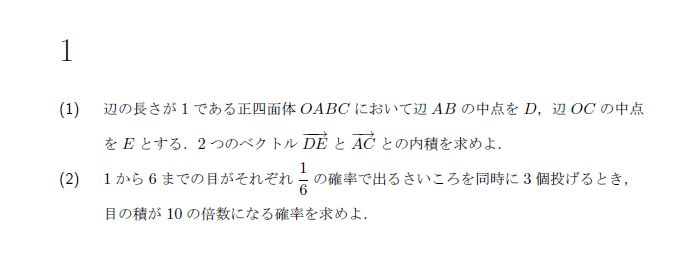 1
(1) 辺の長さが 1 である正四面体 OABC において辺 AB の中点を D，辺 OC の中点
を E とする．2 つのベクトル $\overrightarrow{DE}$ と $\overrightarrow{AC}$ との内積を求めよ．
(2) 1 から 6 までの目がそれぞれ $\frac{1}{6}$ の確率で出るさいころを同時に 3 個投げるとき，
目の積が 10 の倍数になる確率を求めよ．